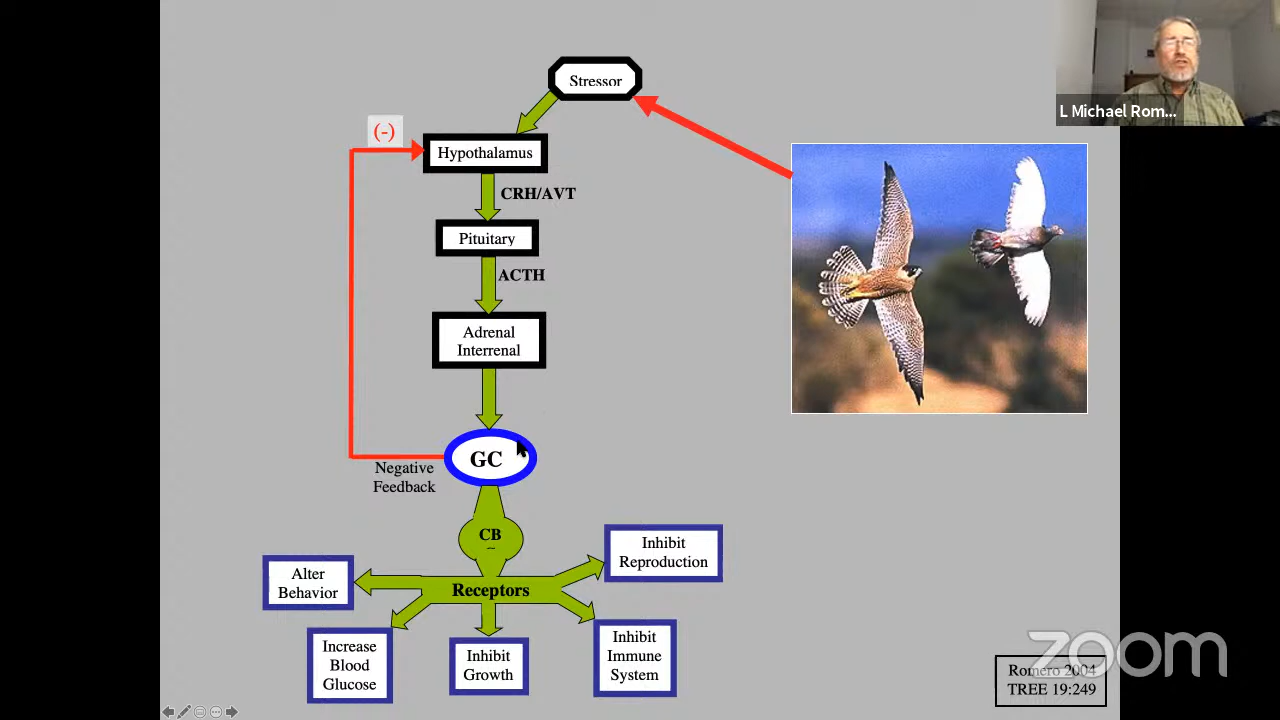 Stressor
L Michael Rom...
(-)
Hypothalamus
CRH/AVT
Pituitary
ACTH
Adrenal
Interrenal
GC
Negative
Feedback
CB
~
Receptors
Inhibit
Reproduction
Alter
Behavior
Increase
Blood
Glucose
Inhibit
Growth
Inhibit
Immune
System
Romero 2004
TREE 19:249
zoom